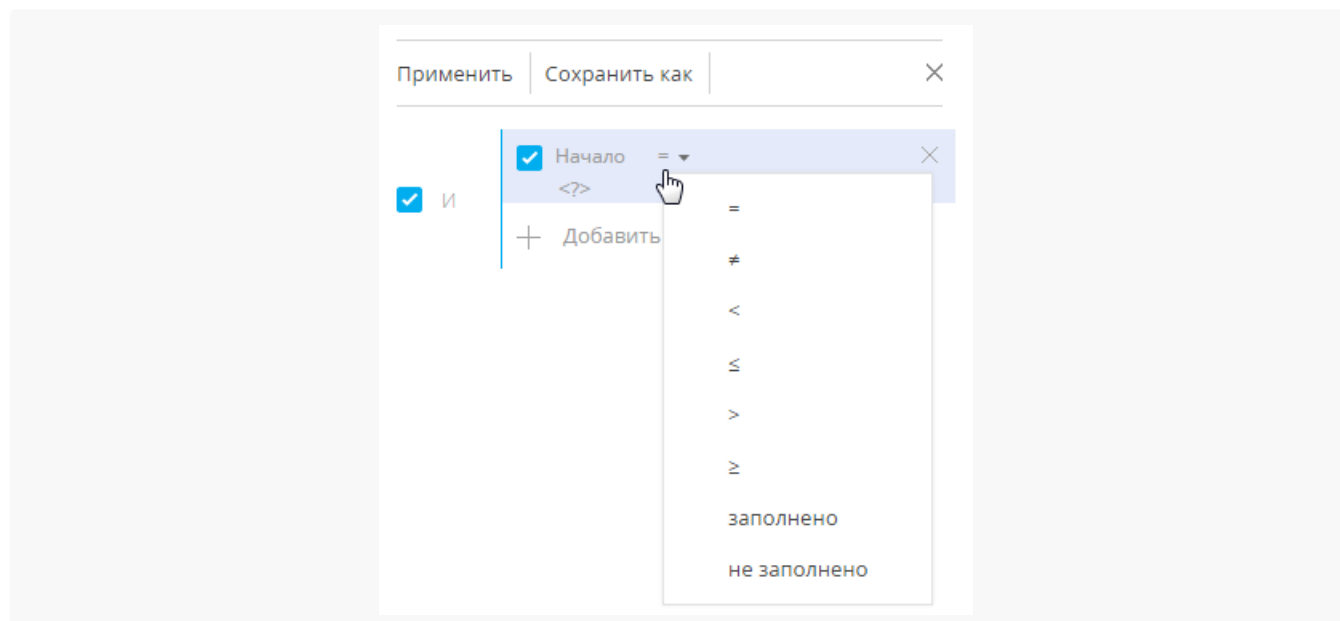 Применить Сохранить как
Начало =
<?>
И
Добавить
=
≠
<
≤
>
≥
заполнено
не заполнено